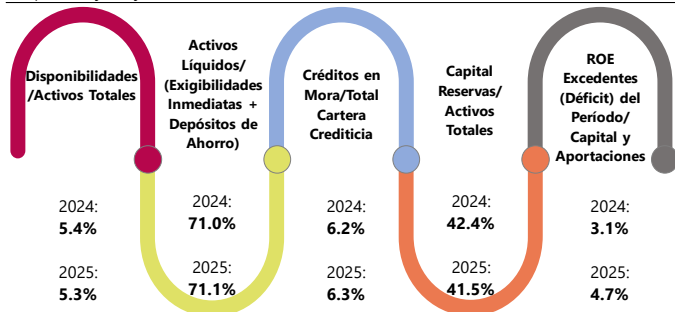 Disponibilidades
/Activos Totales
2024:
5.4%
2025:
5.3%
Activos
Líquidos/
(Exigibilidades
Inmediatas +
Depósitos de
Ahorro)
2024:
71.0%
2025:
71.1%
Créditos en
Mora/Total
Cartera
Crediticia
2024:
6.2%
2025:
6.3%
Capital
Reservas/
Activos
Totales
2024:
42.4%
2025:
41.5%
ROE
Excedentes
(Déficit) del
Período/
Capital y
Aportaciones
2024:
3.1%
2025:
4.7%